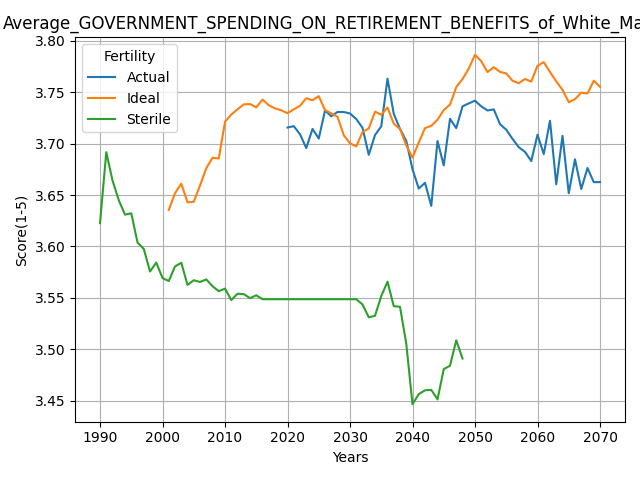 Average_GOVERNMENT_SPENDING_ON_RETIREMENT_BENEFITS_of_White_Ma
Fertility
Actual
Ideal
Sterile
3.80
3.75
3.70
3.65
3.60
3.55
3.50
3.45
Score(1-5)
1990 2000 2010 2020 2030 2040 2050 2060 2070
Years